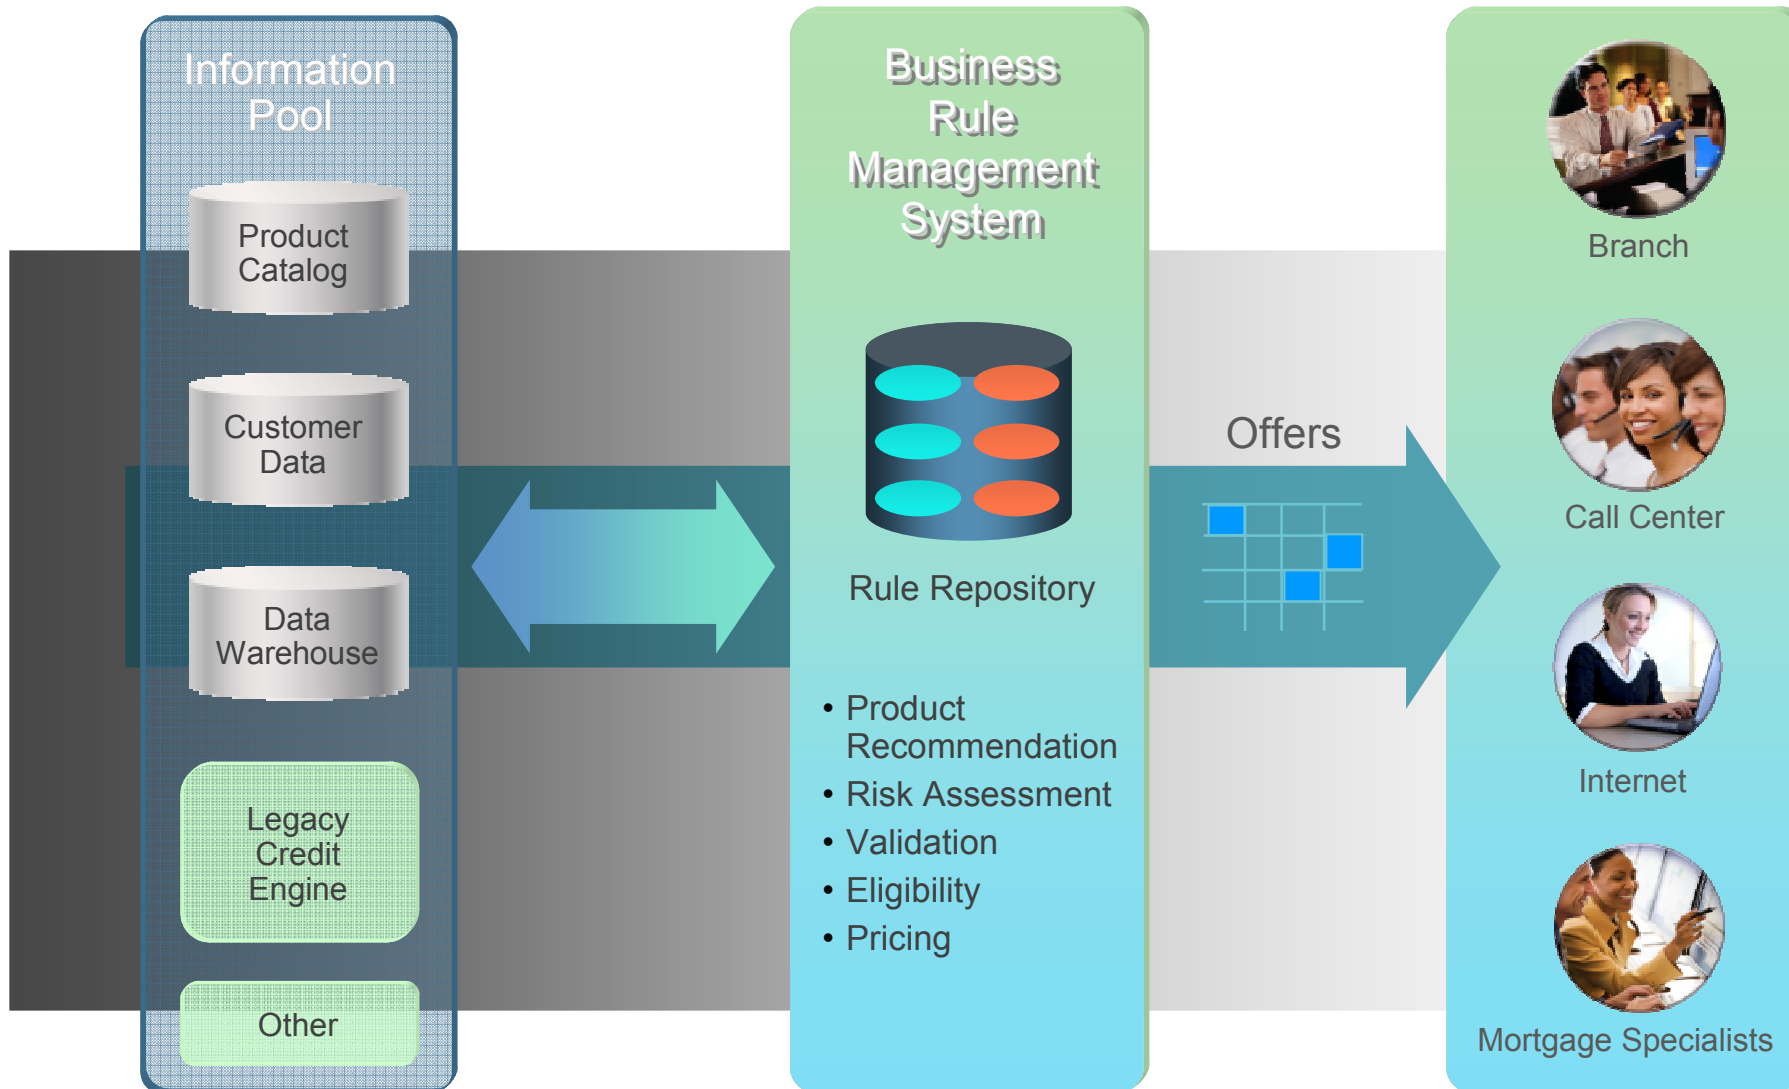 Information
Pool
Product
Catalog
Customer
Data
Data
Warehouse
Legacy
Credit
Engine
Other
Business
Rule
Management
System
Rule Repository
• Product
Recommendation
• Risk Assessment
• Validation
• Eligibility
• Pricing
Offers
Branch
Call Center
Internet
Mortgage Specialists